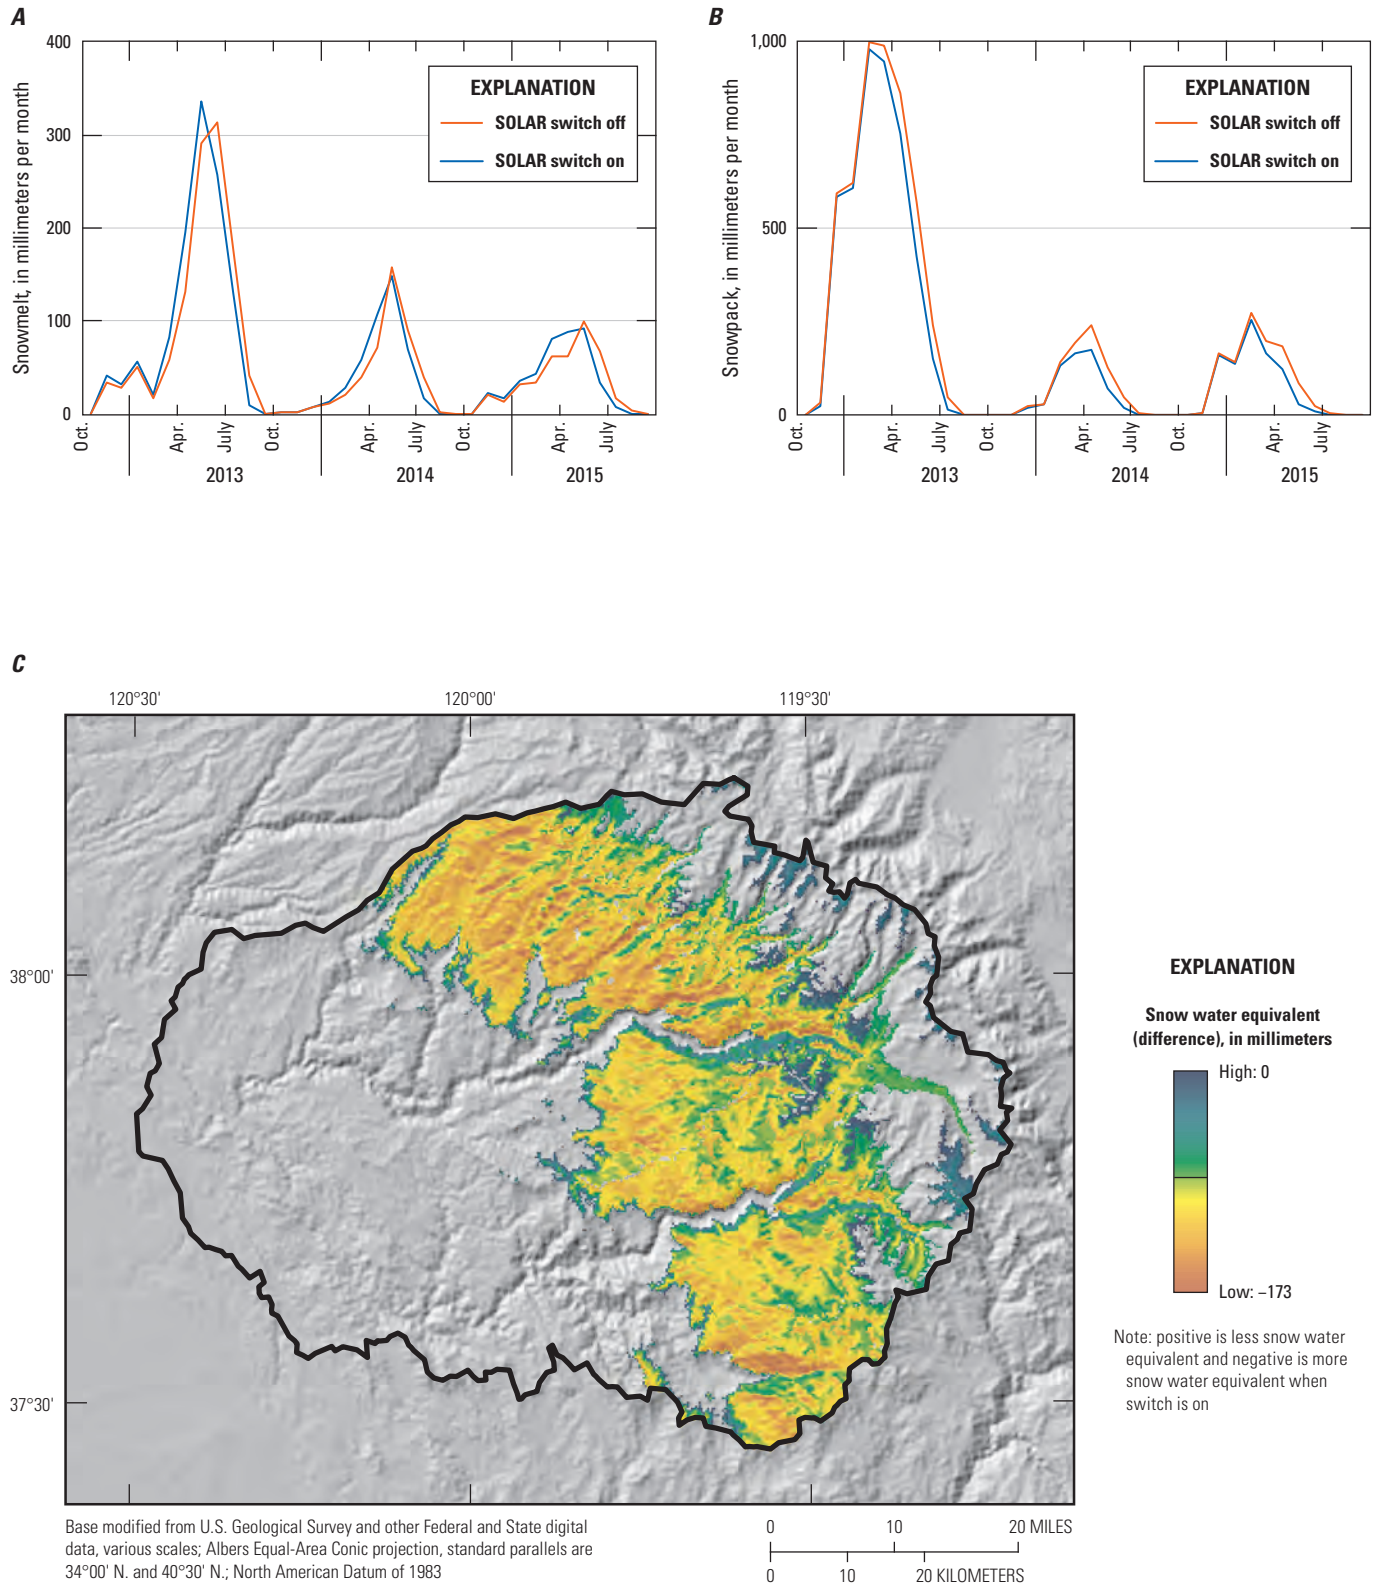 A
400
300
200
100
0
Snowmelt, in millimeters per month
EXPLANATION
SOLAR switch off
SOLAR switch on
Oct.
Apr.
July
Oct.
Apr.
July
Oct.
Apr.
July
2013
2014
2015
B
1,000
500
0
Snowpack, in millimeters per month
EXPLANATION
SOLAR switch off
SOLAR switch on
Oct.
Apr.
July
Oct.
Apr.
July
Oct.
Apr.
July
2013
2014
2015
C
120°30'
120°00'
119°30'
38°00'
37°30'
EXPLANATION
Snow water equivalent
(difference), in millimeters
High: 0
Low: –173
Note: positive is less snow water
equivalent and negative is more
snow water equivalent when
switch is on
Base modified from U.S. Geological Survey and other Federal and State digital
data, various scales; Albers Equal-Area Conic projection, standard parallels are
34°00' N. and 40°30' N.; North American Datum of 1983
0 10 20 MILES
0 10 20 KILOMETERS